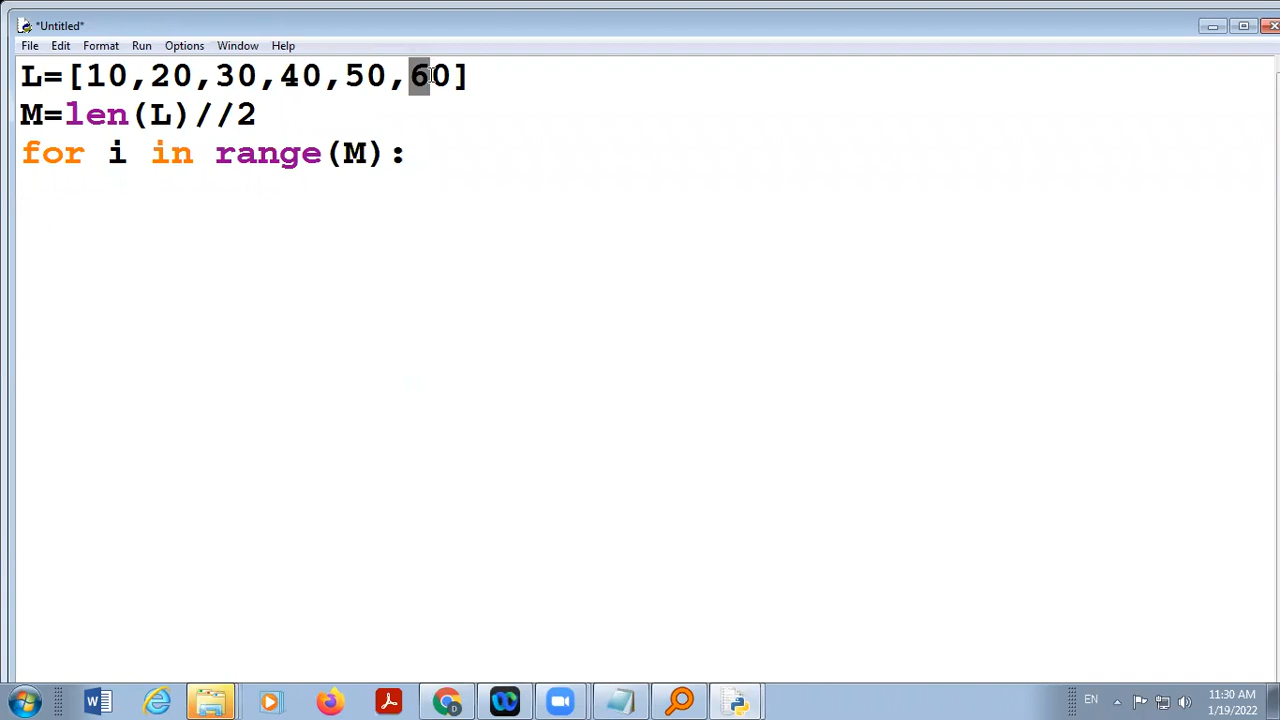 *Untitled*
File Edit Format Run Options Window Help
L=[10,20,30,40,50,60]
M=len(L)//2
for i in range(M):
EN
11:30 AM
1/19/2022